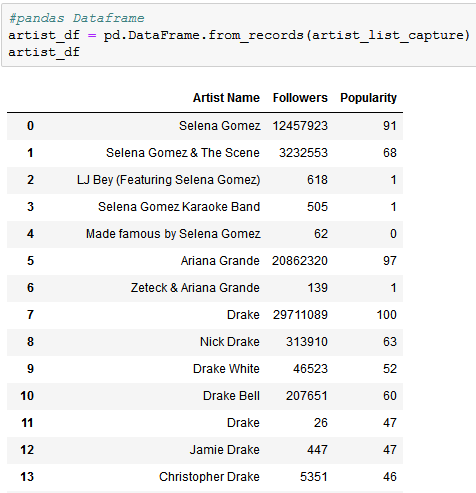 #pandas Dataframe
artist_df = pd.DataFrame.from_records(artist_list_capture)
artist_df
Artist Name Followers Popularity
0 Selena Gomez 12457923 91
1 Selena Gomez & The Scene 3232553 68
2 LJ Bey (Featuring Selena Gomez) 618 1
3 Selena Gomez Karaoke Band 505 1
4 Made famous by Selena Gomez 62 0
5 Ariana Grande 20862320 97
6 Zeteck & Ariana Grande 139 1
7 Drake 29711089 100
8 Nick Drake 313910 63
9 Drake White 46523 52
10 Drake Bell 207651 60
11 Drake 26 47
12 Jamie Drake 447 47
13 Christopher Drake 5351 46